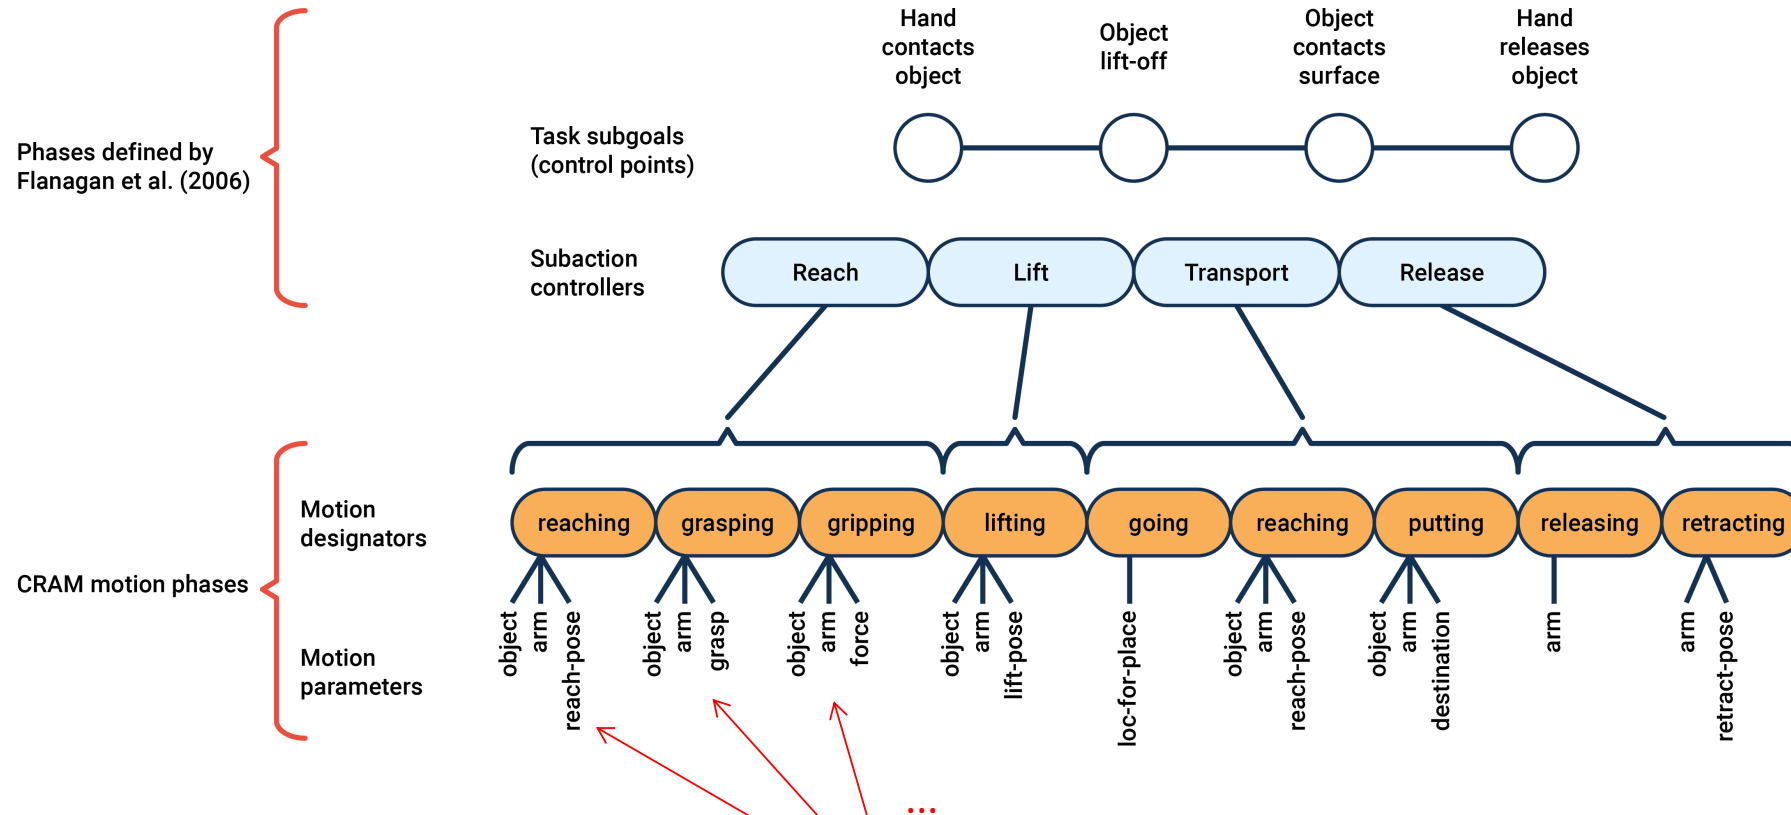 Hand
contacts
object
Object
lift-off
Object
contacts
surface
Hand
releases
object
Phases defined by
Flanagan et al. (2006)
Task subgoals
(control points)
Subaction
controllers
Reach
Lift
Transport
Release
CRAM motion phases
Motion
designators
reaching
grasping
gripping
lifting
going
reaching
putting
releasing
retracting
Motion
parameters
object
arm
reach-pose
object
arm
grasp
object
arm
force
object
arm
lift-pose
loc-for-place
object
arm
reach-pose
object
arm
destination
arm
arm
retract-pose
...